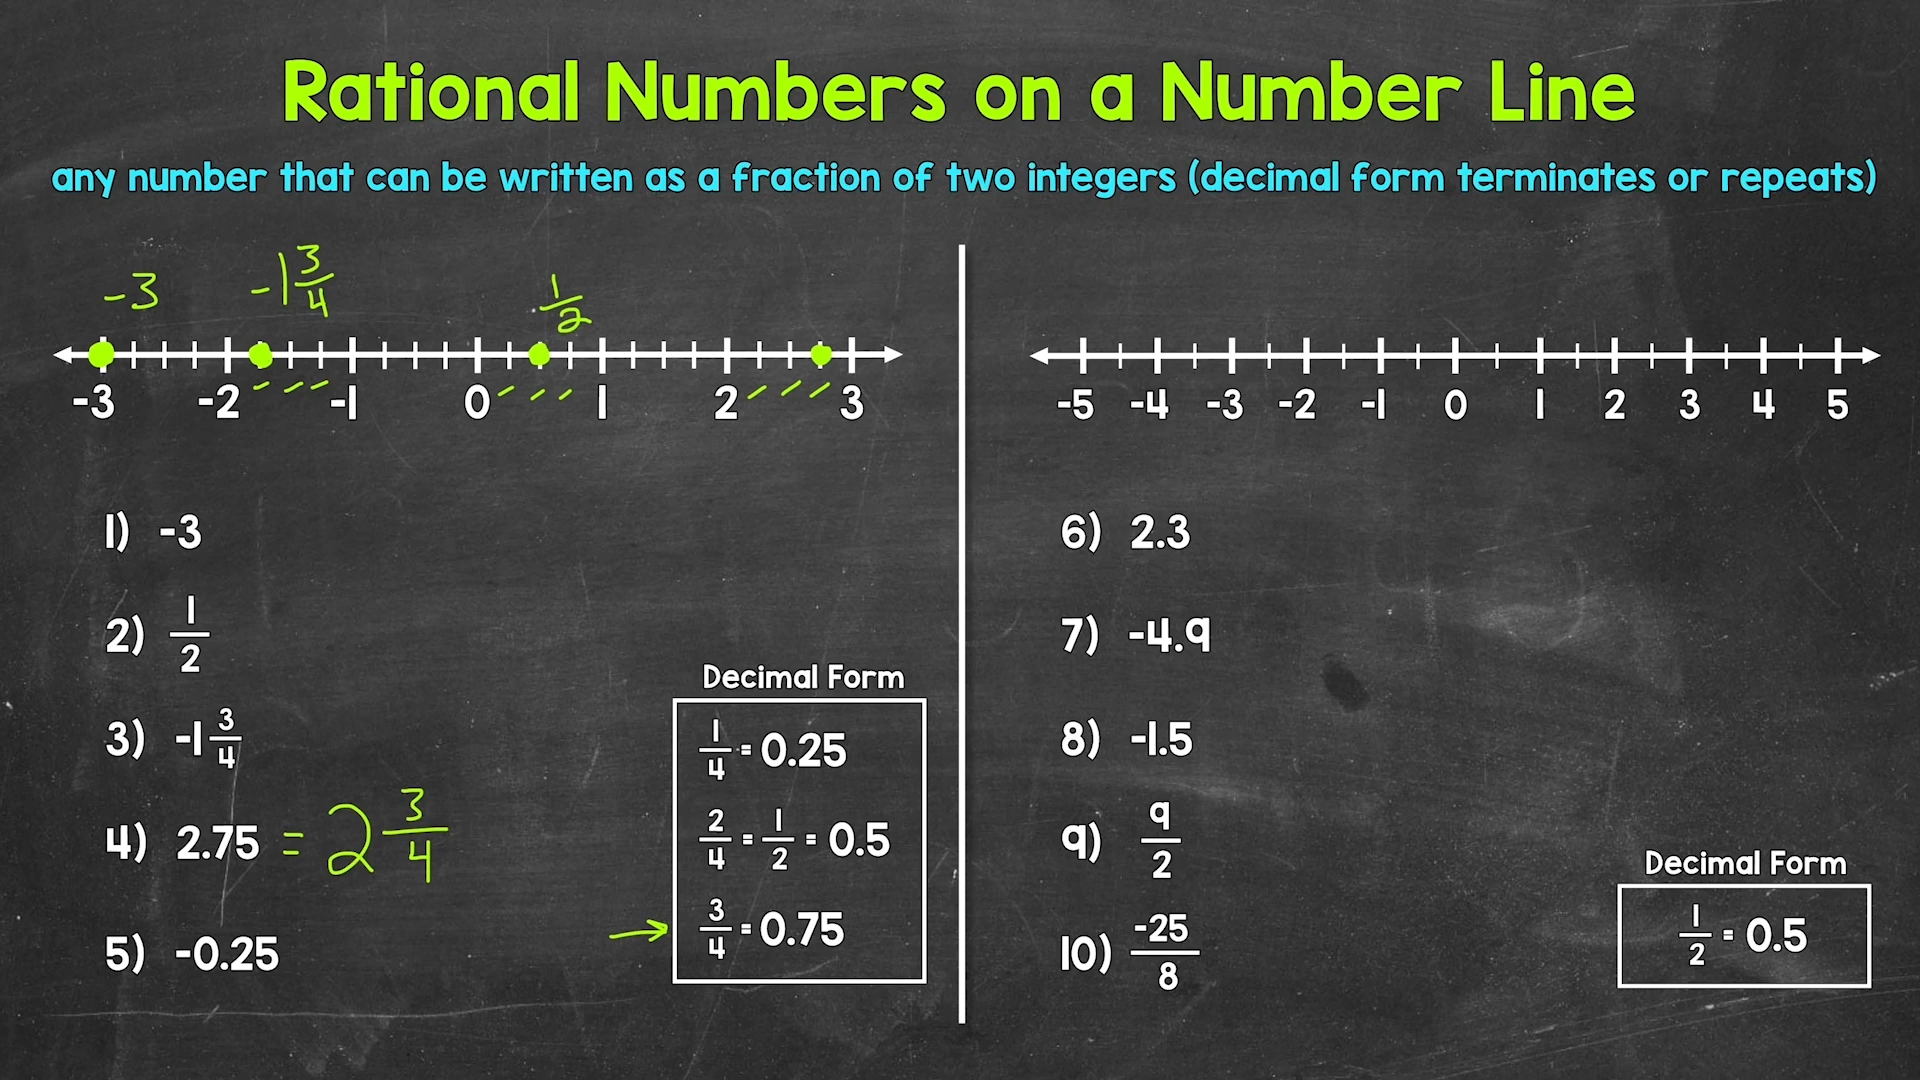 Rational Numbers on a Number Line
any number that can be written as a fraction of two integers (decimal form terminates or repeats)
-3 -1 3/4 1/2
-3 -2 -1 0 1 2 3
1) -3
2) 1/2
3) -1 3/4
4) 2.75 = 2 3/4
5) -0.25
Decimal Form
1/4 = 0.25
2/4 = 1/2 = 0.5
3/4 = 0.75
-5 -4 -3 -2 -1 0 1 2 3 4 5
6) 2.3
7) -4.9
8) -1.5
9) 9/2
10) -25/8
Decimal Form
1/2 = 0.5